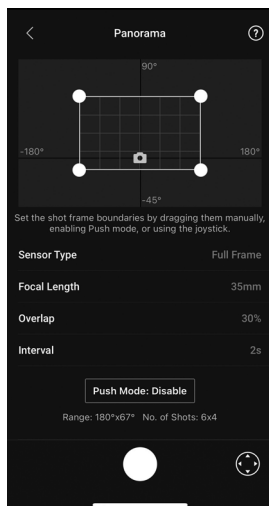 Panorama
?
90°
-180°
180°
-45°
Set the shot frame boundaries by dragging them manually,
enabling Push mode, or using the joystick.
Sensor Type Full Frame
Focal Length 35mm
Overlap 30%
Interval 2s
Push Mode: Disable
Range: 180°x67° No. of Shots: 6x4